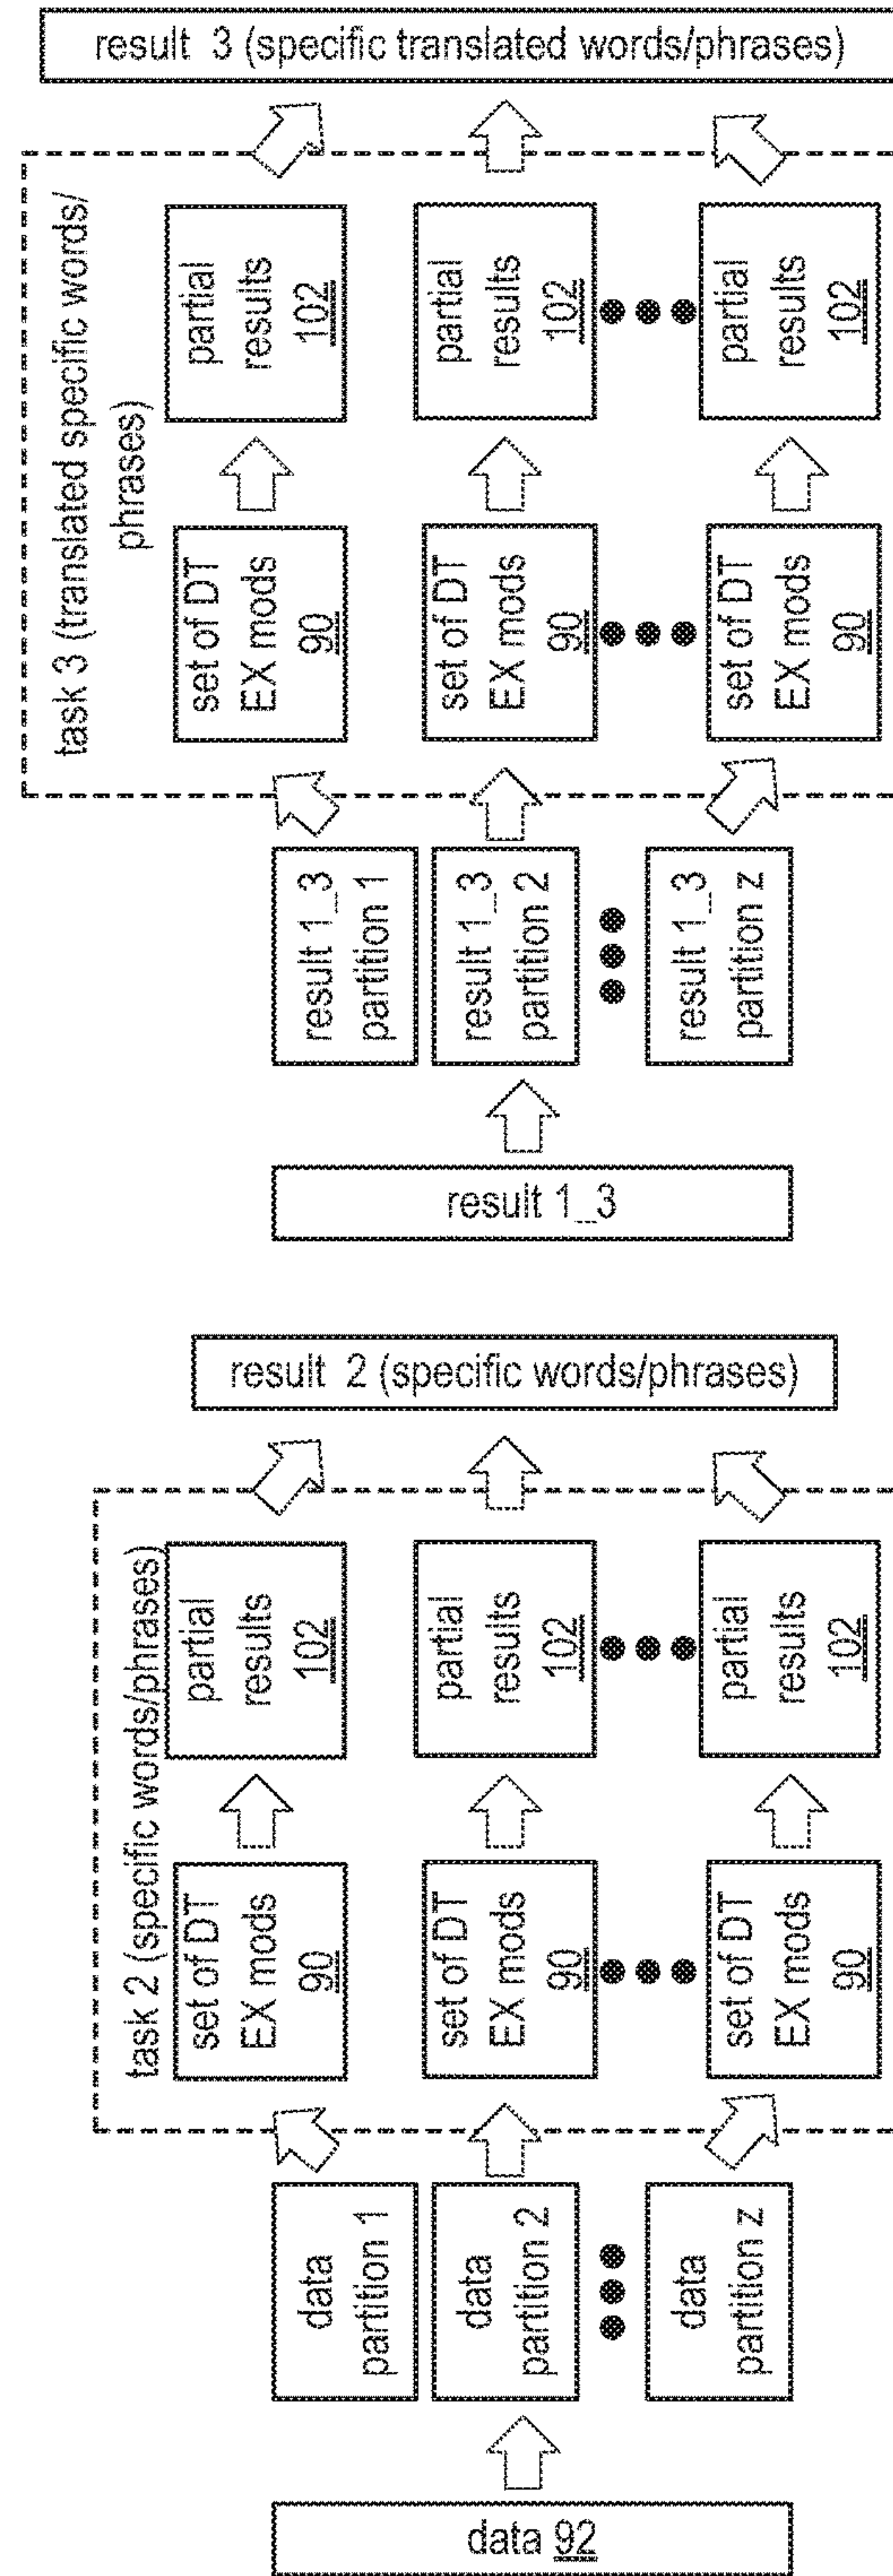 data 92
data
partition 1
data
partition 2
data
partition z
task 2 (specific words/phrases)
set of DT
EX mods
90
set of DT
EX mods
90
set of DT
EX mods
90
partial
results
102
partial
results
102
partial
results
102
result 2 (specific words/phrases)
result 1_3
result 1_3
partition 1
result 1_3
partition 2
result 1_3
partition z
task 3 (translated specific words/
phrases)
set of DT
EX mods
90
set of DT
EX mods
90
set of DT
EX mods
90
partial
results
102
partial
results
102
partial
results
102
result 3 (specific translated words/phrases)